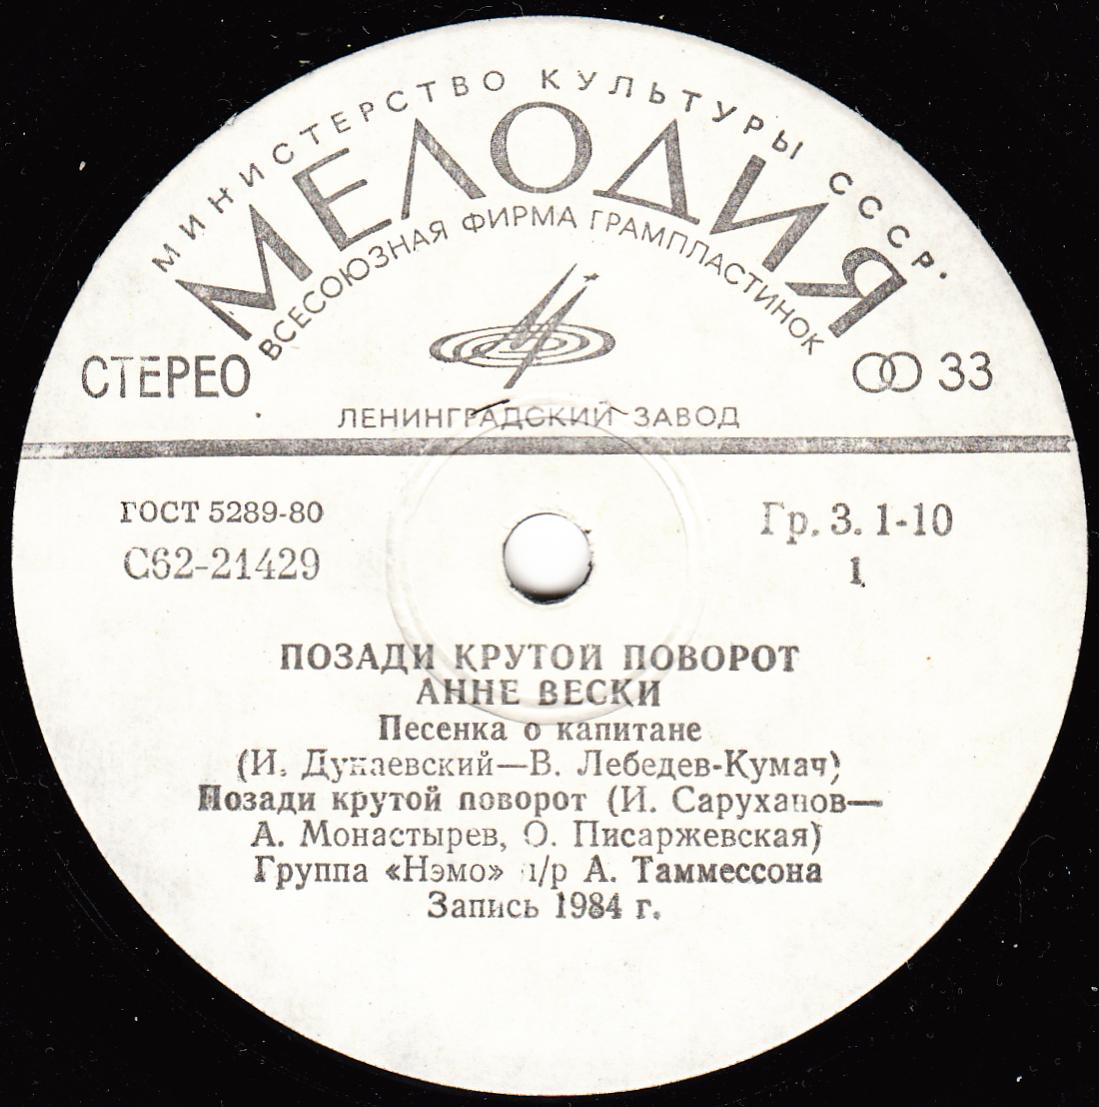 МИНИСТЕРСТВО КУЛЬТУРЫ СССР.
МЕЛОДИЯ
ВСЕСОЮЗНАЯ ФИРМА ГРАМПЛАСТИНОК
СТЕРЕО
33
ЛЕНИНГРАДСКИЙ ЗАВОД
ГОСТ 5289-80
Гр. 3. 1-10
С62-21429
1
ПОЗАДИ КРУТОЙ ПОВОРОТ
АННЕ ВЕСКИ
Песенка о капитане
(И. Дунаевский—В. Лебедев-Кумач)
Позади крутой поворот (И. Саруханов—
А. Монастырев, О. Писаржевская)
Группа «Нэмо» п/р А. Таммессона
Запись 1984 г.